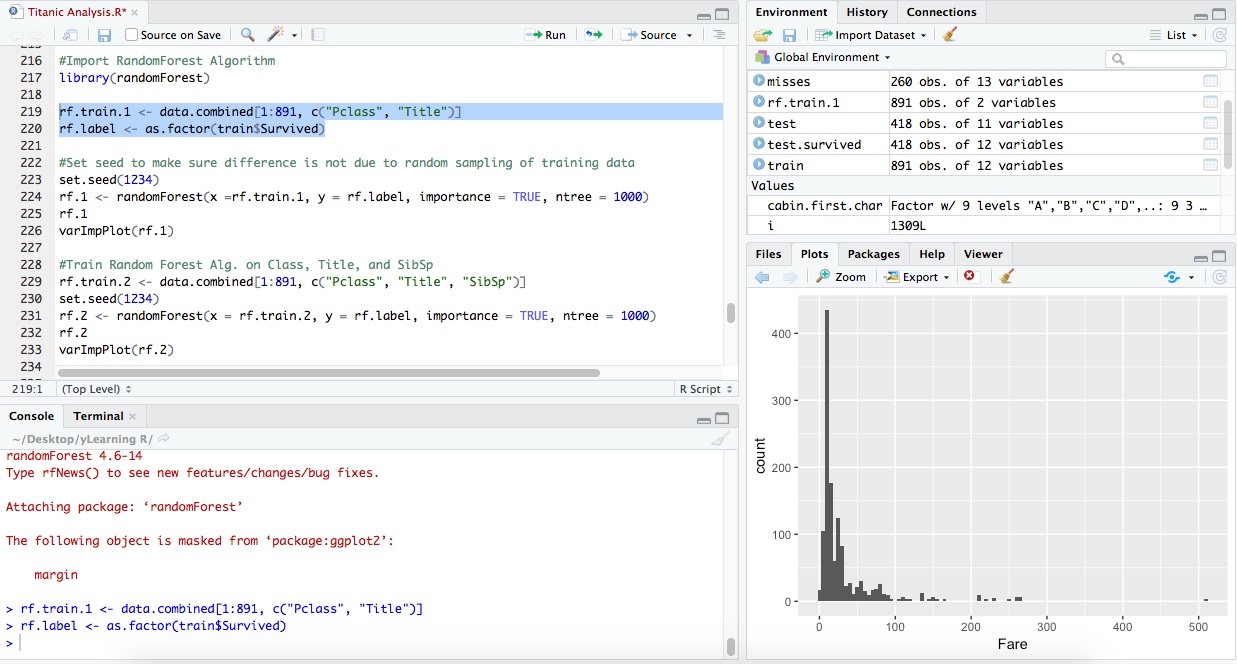 Titanic Analysis.R* ×
Source on Save
Run
Source
215
216 #Import RandomForest Algorithm
217 library(randomForest)
218
219 rf.train.1 <- data.combined[1:891, c("Pclass", "Title")]
220 rf.label <- as.factor(train$Survived)
221
222 #Set seed to make sure difference is not due to random sampling of training data
223 set.seed(1234)
224 rf.1 <- randomForest(x =rf.train.1, y = rf.label, importance = TRUE, ntree = 1000)
225 rf.1
226 varImpPlot(rf.1)
227
228 #Train Random Forest Alg. on Class, Title, and SibSp
229 rf.train.2 <- data.combined[1:891, c("Pclass", "Title", "SibSp")]
230 set.seed(1234)
231 rf.2 <- randomForest(x = rf.train.2, y = rf.label, importance = TRUE, ntree = 1000)
232 rf.2
233 varImpPlot(rf.2)
234
219:1 (Top Level) R Script
Console Terminal ×
~/Desktop/yLearning R/
randomForest 4.6-14
Type rfNews() to see new features/changes/bug fixes.
Attaching package: ‘randomForest’
The following object is masked from ‘package:ggplot2’:
margin
> rf.train.1 <- data.combined[1:891, c("Pclass", "Title")]
> rf.label <- as.factor(train$Survived)
>
Environment History Connections
Import Dataset List
Global Environment
misses 260 obs. of 13 variables
rf.train.1 891 obs. of 2 variables
test 418 obs. of 11 variables
test.survived 418 obs. of 12 variables
train 891 obs. of 12 variables
Values
cabin.first.char Factor w/ 9 levels "A","B","C","D",..: 9 3 …
i 1309L
Files Plots Packages Help Viewer
Zoom Export
400
300
200
100
0
count
0 100 200 300 400 500
Fare